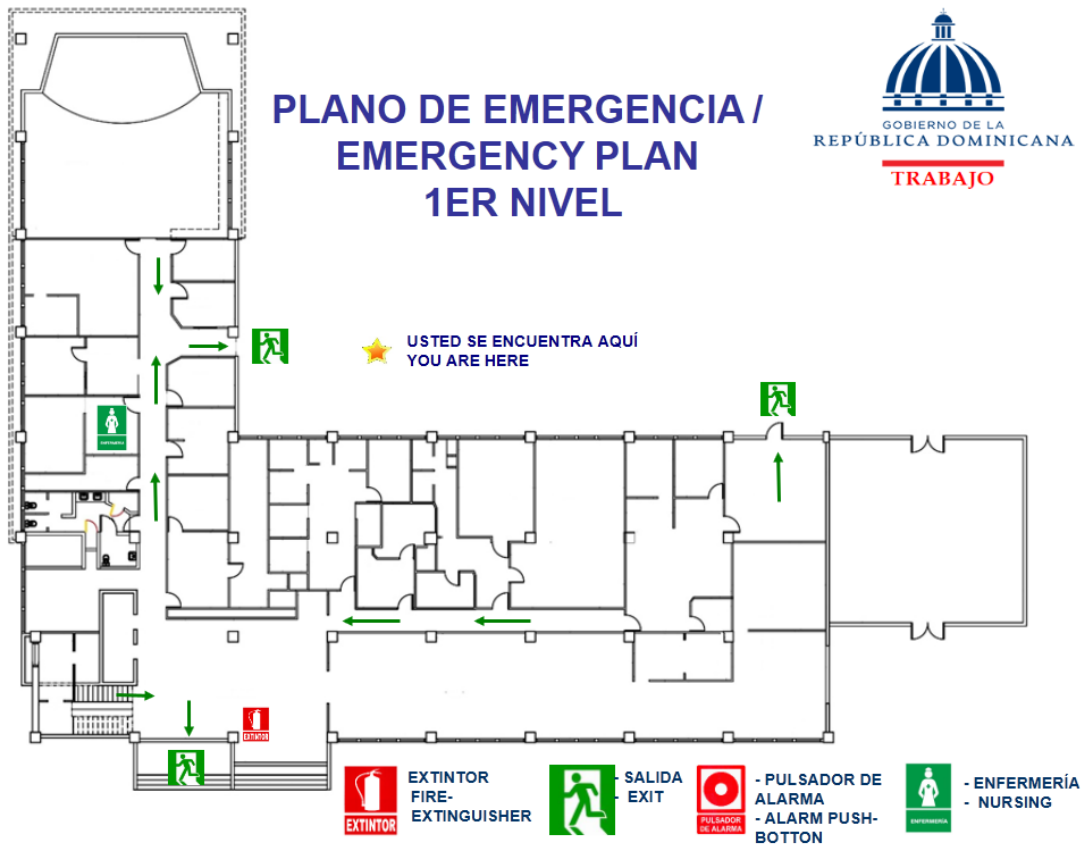 PLANO DE EMERGENCIA /
EMERGENCY PLAN
1ER NIVEL
GOBIERNO DE LA
REPÚBLICA DOMINICANA
TRABAJO
USTED SE ENCUENTRA AQUÍ
YOU ARE HERE
ENFERMERÍA
EXTINTOR
EXTINTOR
EXTINTOR
FIRE-
EXTINGUISHER
- SALIDA
- EXIT
PULSADOR
DE ALARMA
- PULSADOR DE
ALARMA
- ALARM PUSH-
BOTTON
ENFERMERÍA
- ENFERMERÍA
- NURSING